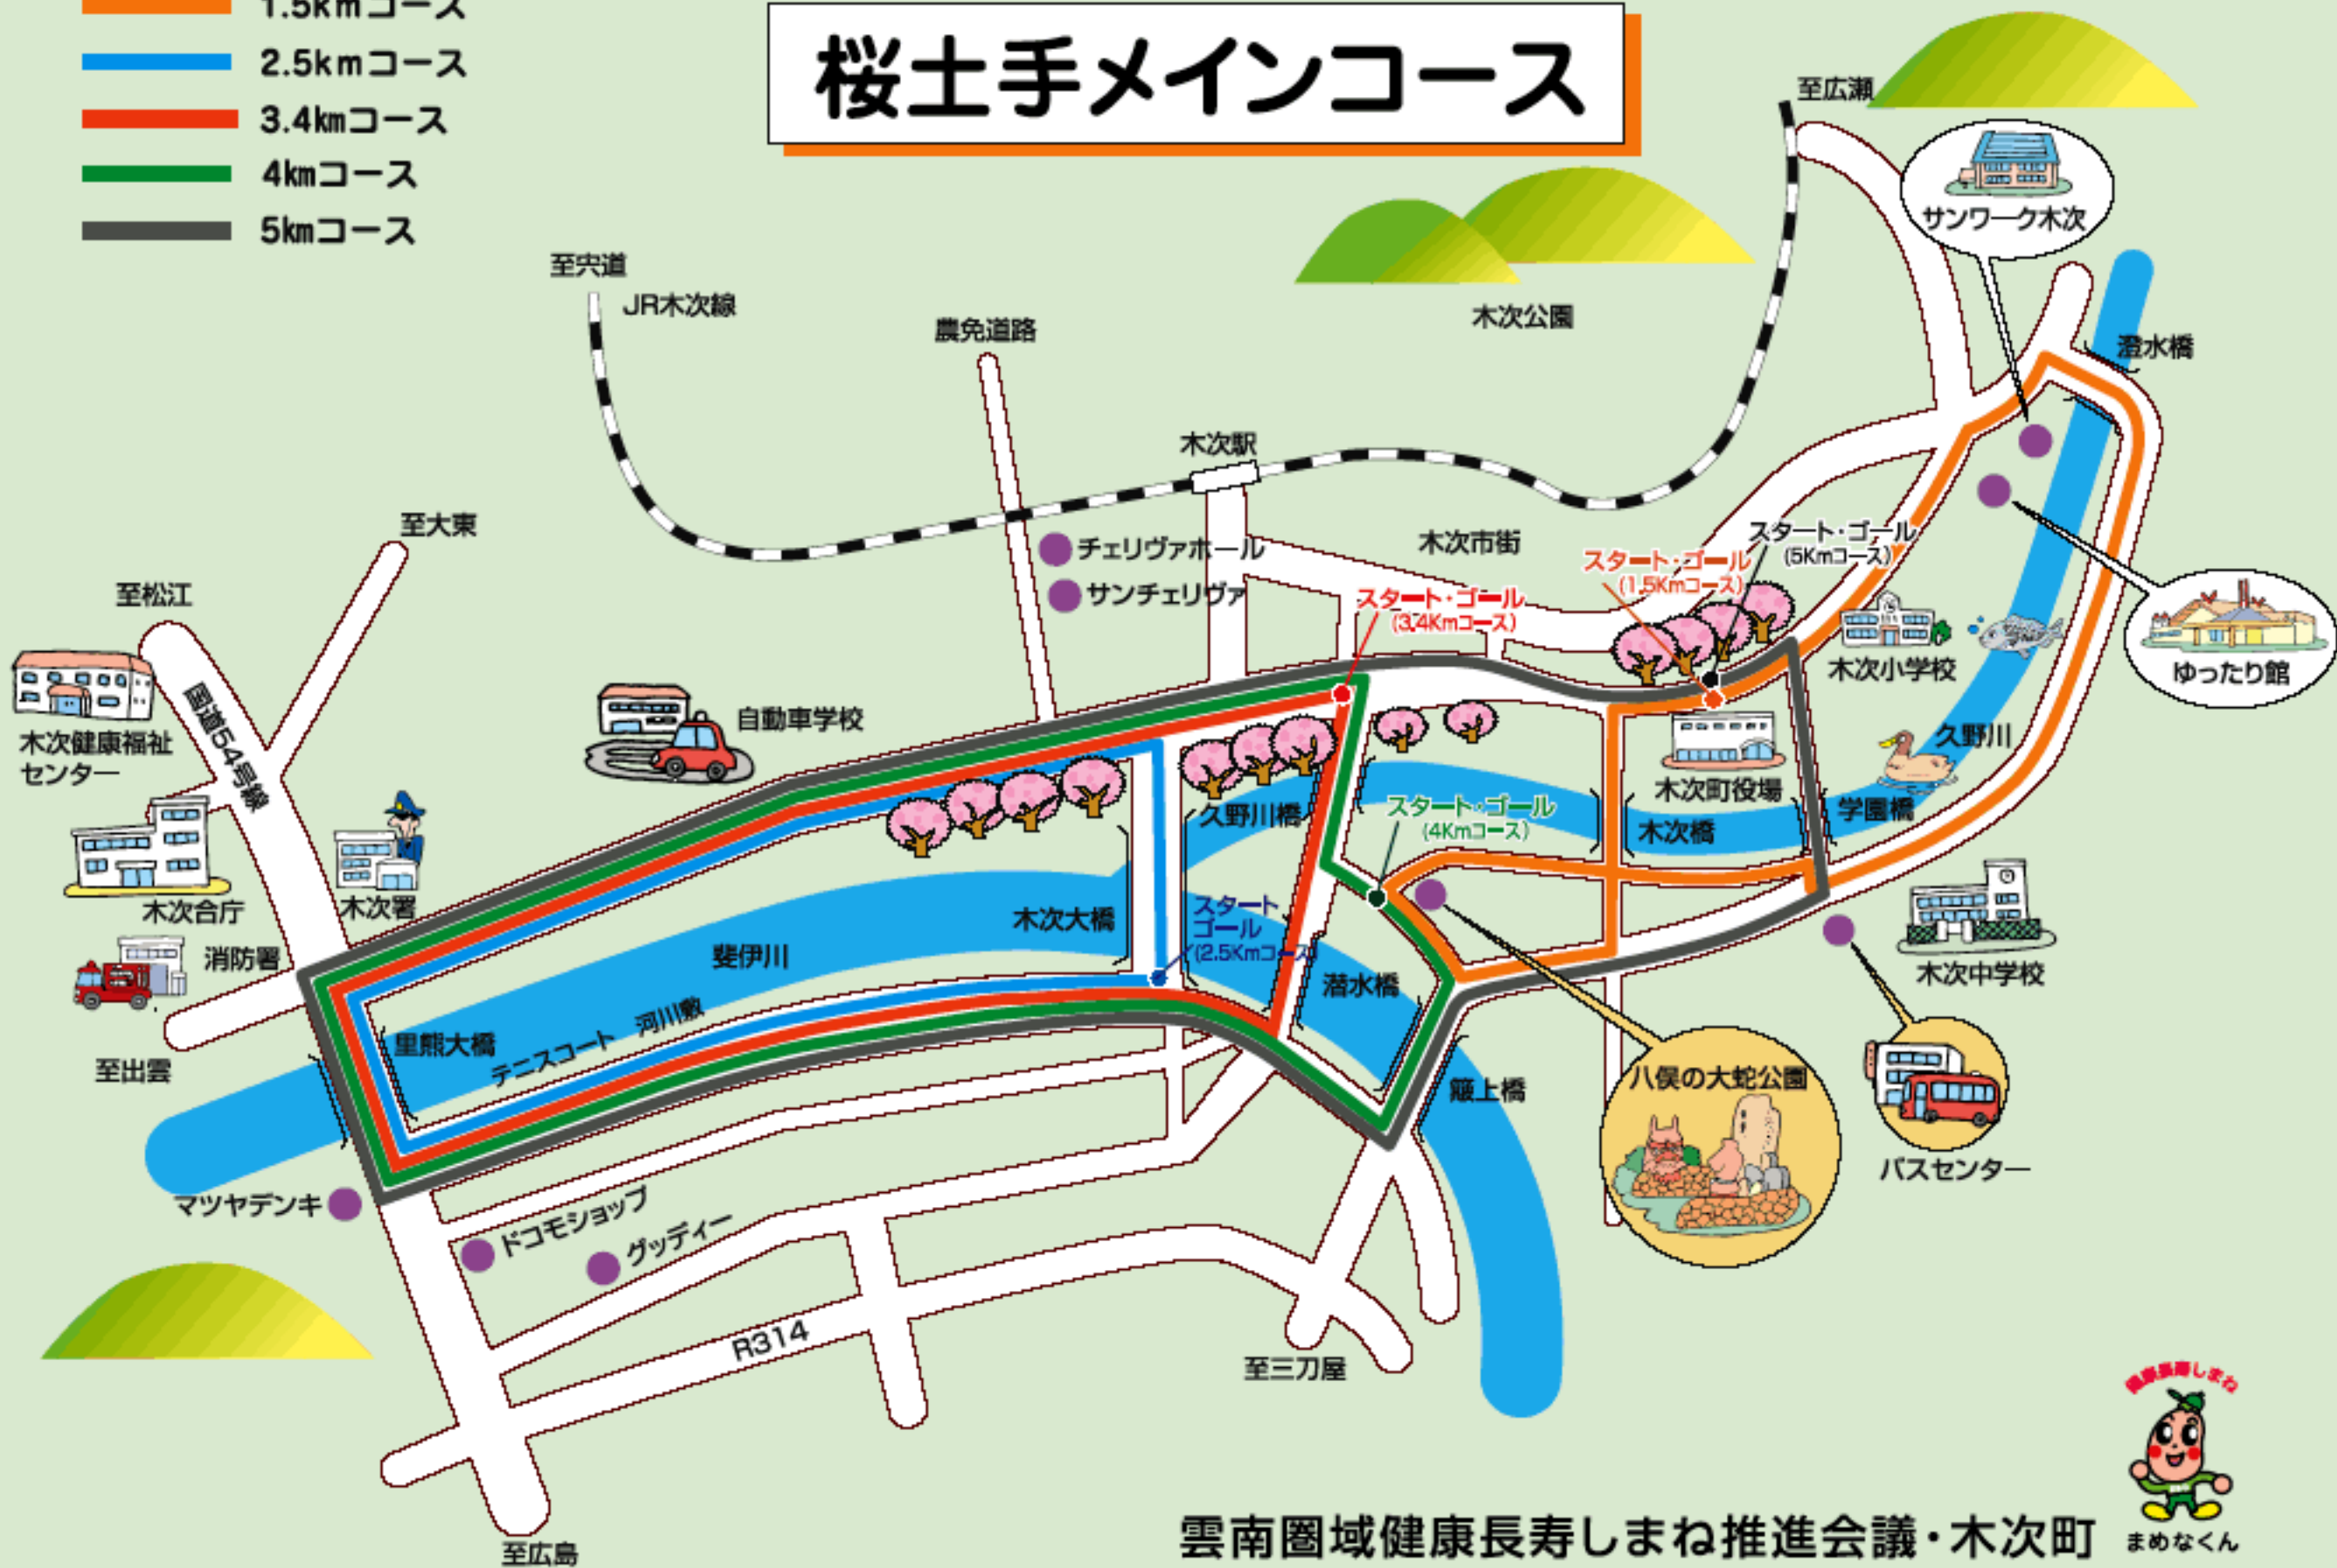 1.5kmコース
2.5kmコース
3.4㎞コース
4㎞コース
5㎞コース
桜土手メインコース
至広瀬
サンワーク木次
至宍道
JR木次線
農免道路
木次公園
澄水橋
木次駅
至大東
チェリヴァホール
サンチェリヴァ
木次市街
スタート・ゴール
(5Kmコース)
スタート・ゴール
(1.5Kmコース)
スタート・ゴール
(3.4Kmコース)
至松江
国道54号線
木次健康福祉
センター
自動車学校
木次小学校
ゆったり館
久野川
木次町役場
学園橋
木次橋
久野川橋
スタート・ゴール
(4Kmコース)
木次合庁
木次署
消防署
木次大橋
スタート
ゴール
(2.5Kmコース)
斐伊川
潜水橋
木次中学校
里熊大橋
テニスコート 河川敷
至出雲
簸上橋
八俣の大蛇公園
バスセンター
マツヤデンキ
ドコモショップ
グッディー
R314
至三刀屋
至広島
健康長寿しまね
雲南圏域健康長寿しまね推進会議・木次町
まめなくん